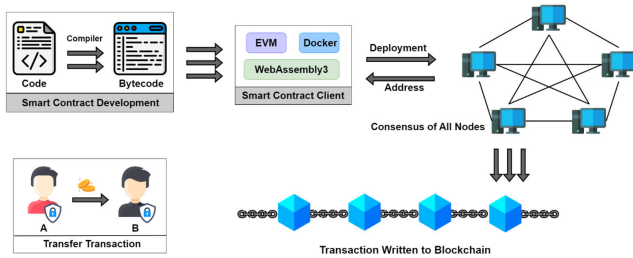 Compiler
Code
Bytecode
Smart Contract Development
EVM
Docker
WebAssembly3
Smart Contract Client
Deployment
Address
Consensus of All Nodes
A
B
Transfer Transaction
Transaction Written to Blockchain